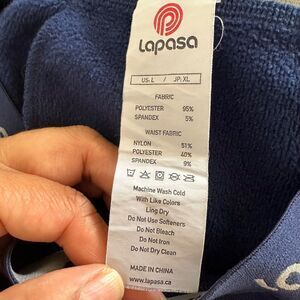 Lapasa
US: L / JP: XL
FABRIC
POLYESTER 95%
SPANDEX 5%
WAIST FABRIC
NYLON 51%
POLYESTER 40%
SPANDEX 9%
Machine Wash Cold
With Like Colors
Ling Dry
Do Not Use Softeners
Do Not Bleach
Do Not Iron
Do Not Dry Clean
MADE IN CHINA
www.lapasa.ca